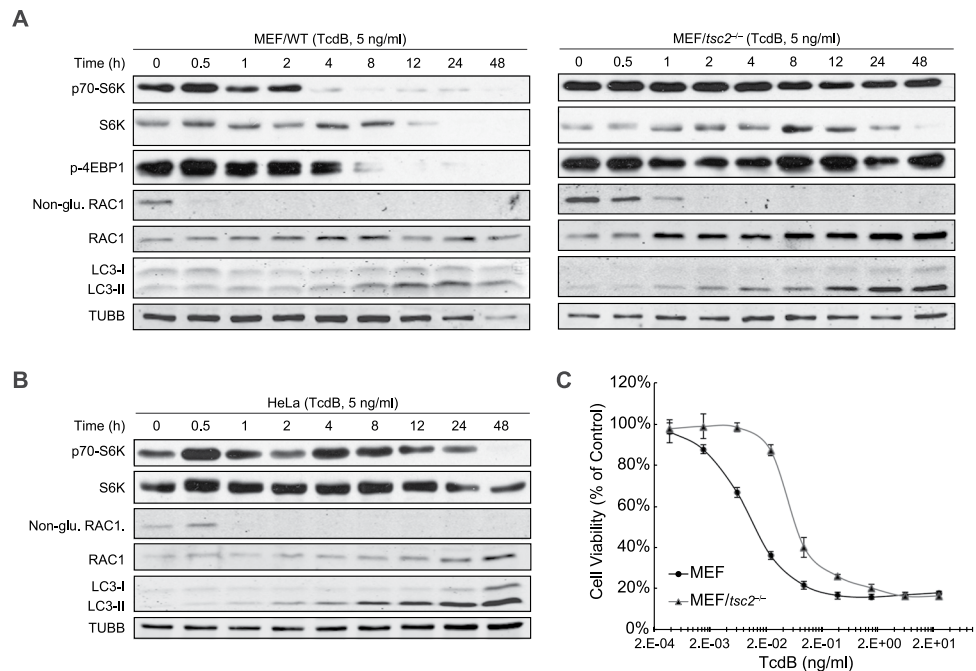 A
MEF/WT (TcdB, 5 ng/ml)
Time (h) 0 0.5 1 2 4 8 12 24 48
p70-S6K
S6K
p-4EBP1
Non-glu. RAC1
RAC1
LC3-I
LC3-II
TUBB
MEF/tsc2–/– (TcdB, 5 ng/ml)
0 0.5 1 2 4 8 12 24 48
B
HeLa (TcdB, 5 ng/ml)
Time (h) 0 0.5 1 2 4 8 12 24 48
p70-S6K
S6K
Non-glu. RAC1.
RAC1
LC3-I
LC3-II
TUBB
C
Cell Viability (% of Control)
120%
100%
80%
60%
40%
20%
0%
MEF
MEF/tsc2–/–
2.E-04 2.E-03 2.E-02 2.E-01 2.E+00 2.E+01
TcdB (ng/ml)